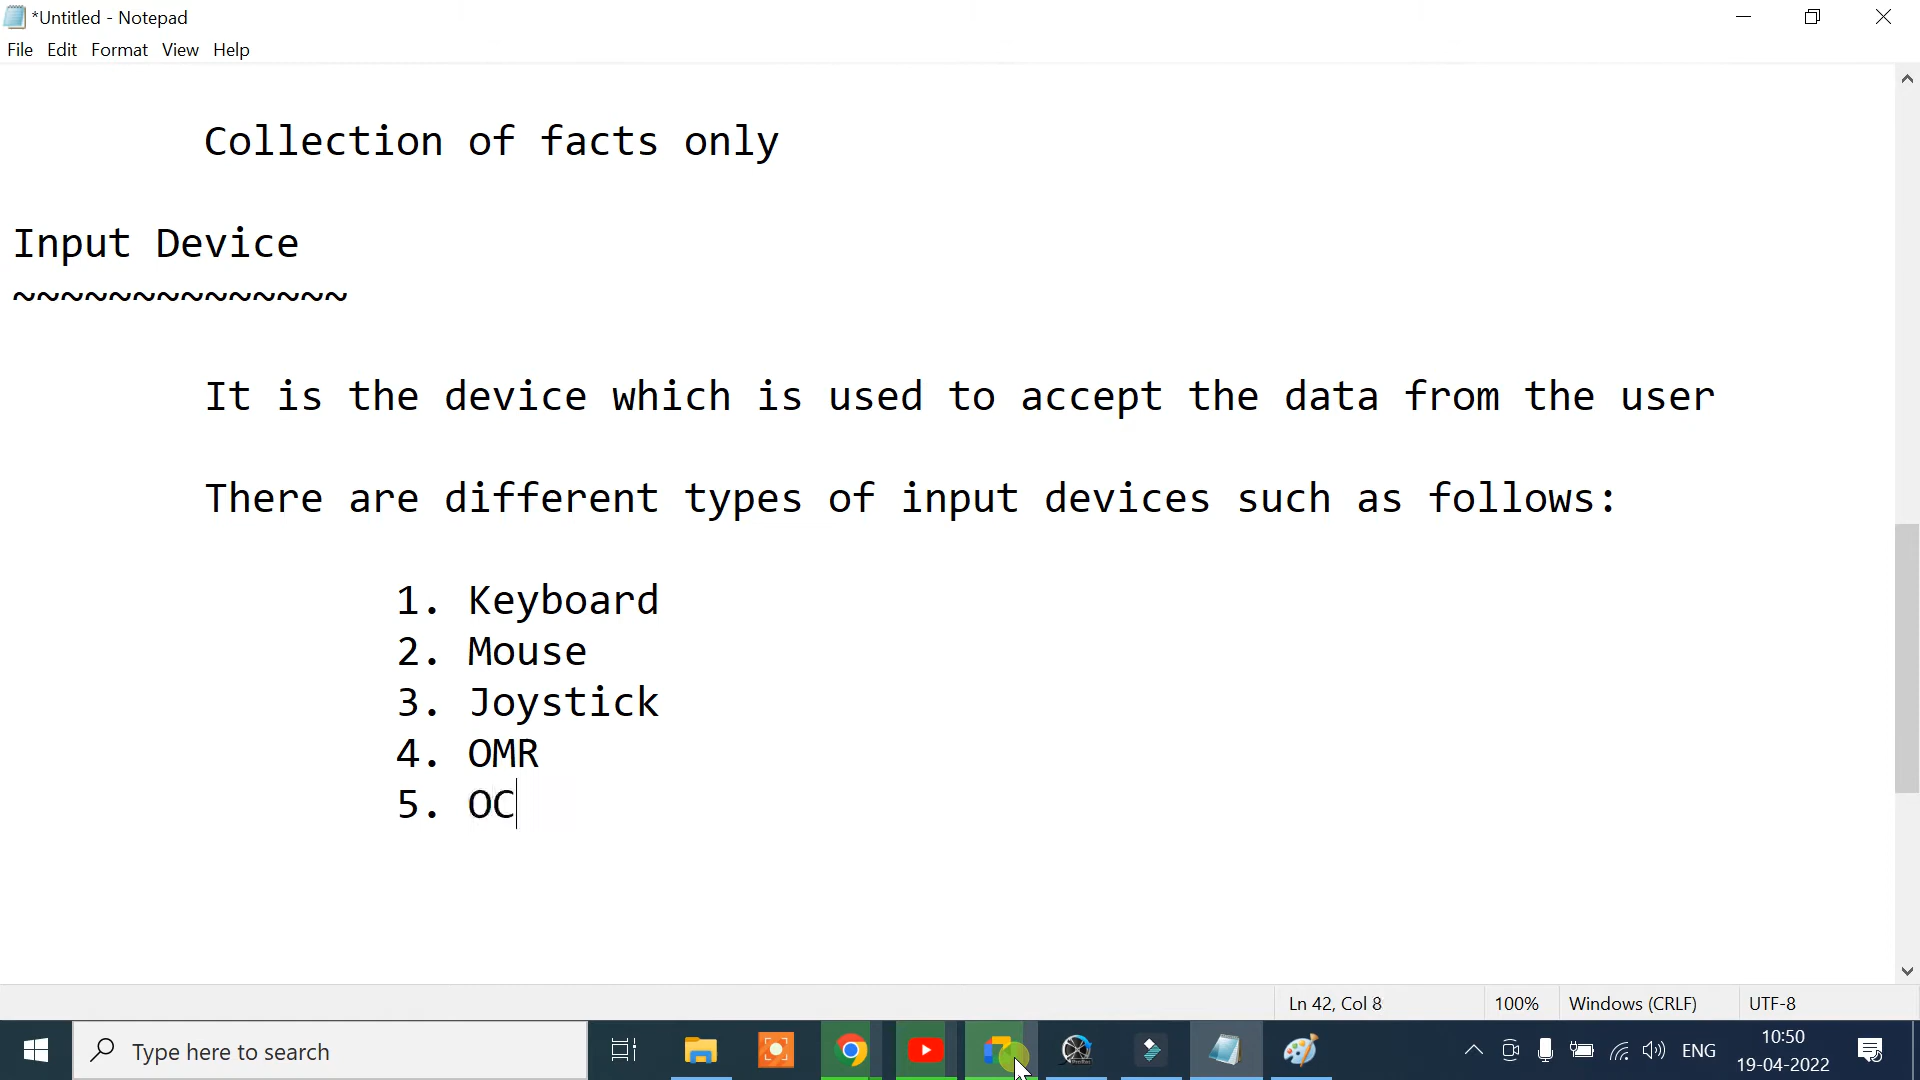 *Untitled - Notepad
File Edit Format View Help
Collection of facts only
Input Device
~~~~~~~~~~~~~~
It is the device which is used to accept the data from the user
There are different types of input devices such as follows:
1. Keyboard
2. Mouse
3. Joystick
4. OMR
5. OC
Ln 42, Col 8 100% Windows (CRLF) UTF-8
Type here to search
ENG
10:50
19-04-2022